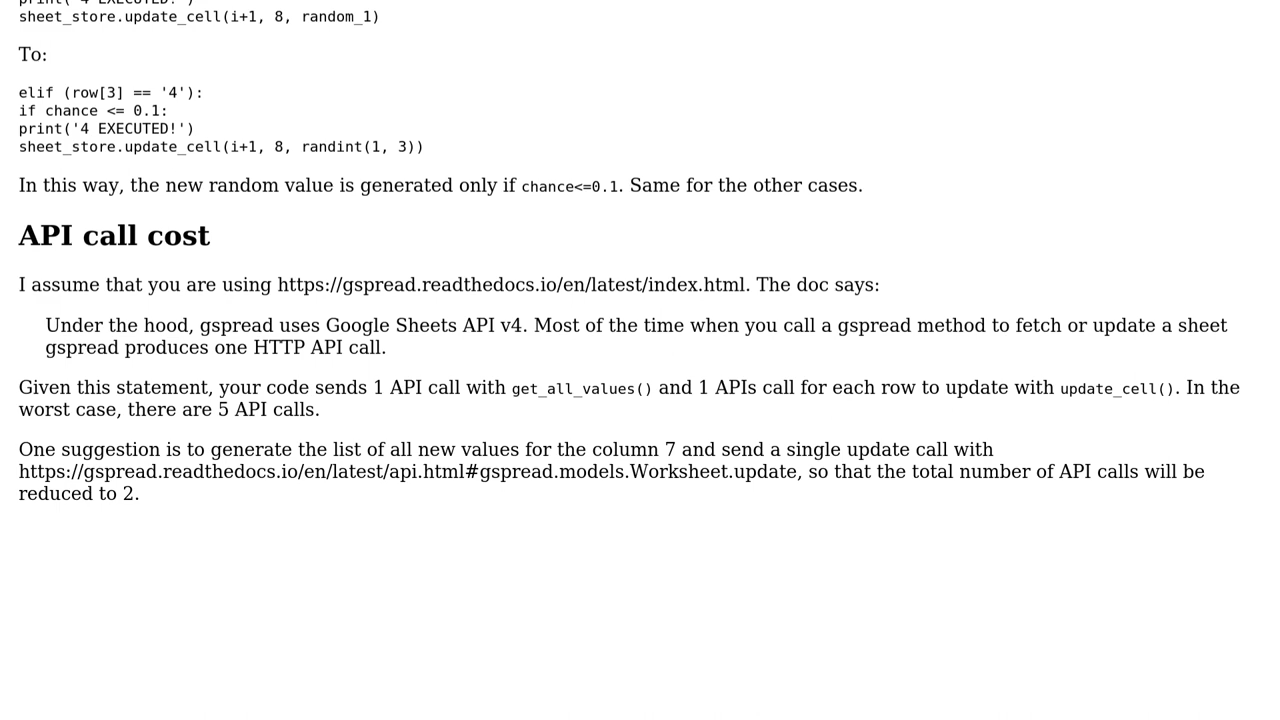 print('4 EXECUTED!')
sheet_store.update_cell(i+1, 8, random_1)
To:
elif (row[3] == '4'):
if chance <= 0.1:
print('4 EXECUTED!')
sheet_store.update_cell(i+1, 8, randint(1, 3))
In this way, the new random value is generated only if chance<=0.1. Same for the other cases.
API call cost
I assume that you are using https://gspread.readthedocs.io/en/latest/index.html. The doc says:
Under the hood, gspread uses Google Sheets API v4. Most of the time when you call a gspread method to fetch or update a sheet
gspread produces one HTTP API call.
Given this statement, your code sends 1 API call with get_all_values() and 1 APIs call for each row to update with update_cell(). In the
worst case, there are 5 API calls.
One suggestion is to generate the list of all new values for the column 7 and send a single update call with
https://gspread.readthedocs.io/en/latest/api.html#gspread.models.Worksheet.update, so that the total number of API calls will be
reduced to 2.